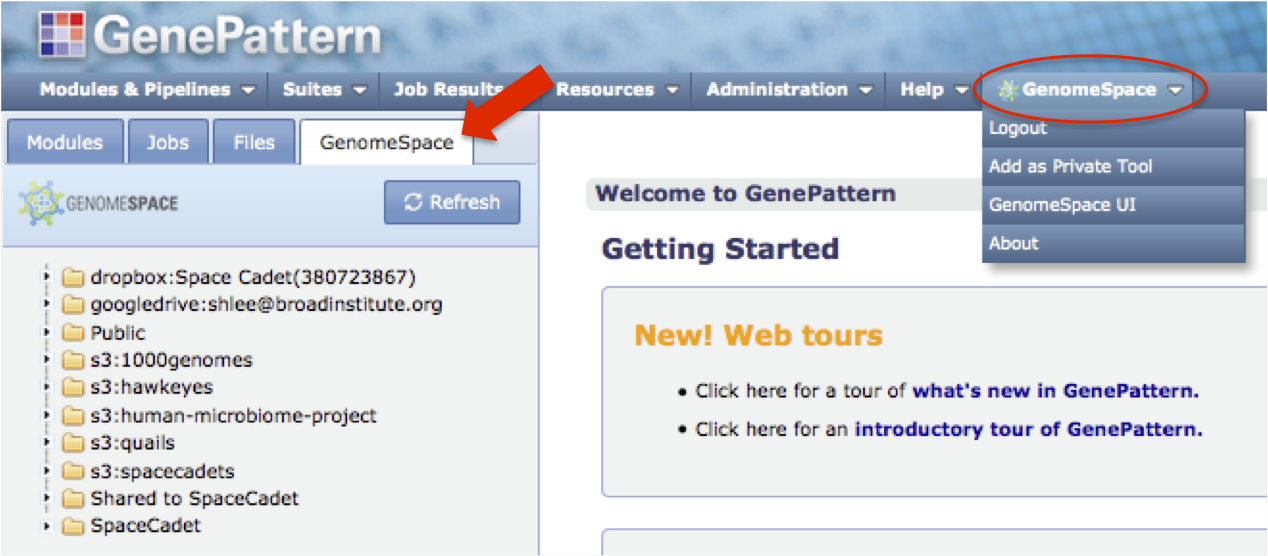 GenePattern
Modules & Pipelines Suites Job Results Resources Administration Help GenomeSpace
Modules Jobs Files GenomeSpace
GENOMESPACE Refresh
dropbox:Space Cadet(380723867)
googledrive:shlee@broadinstitute.org
Public
s3:1000genomes
s3:hawkeyes
s3:human-microbiome-project
s3:quails
s3:spacecadets
Shared to SpaceCadet
SpaceCadet
Logout
Add as Private Tool
GenomeSpace UI
About
Welcome to GenePattern
Getting Started
New! Web tours
• Click here for a tour of what's new in GenePattern.
• Click here for an introductory tour of GenePattern.